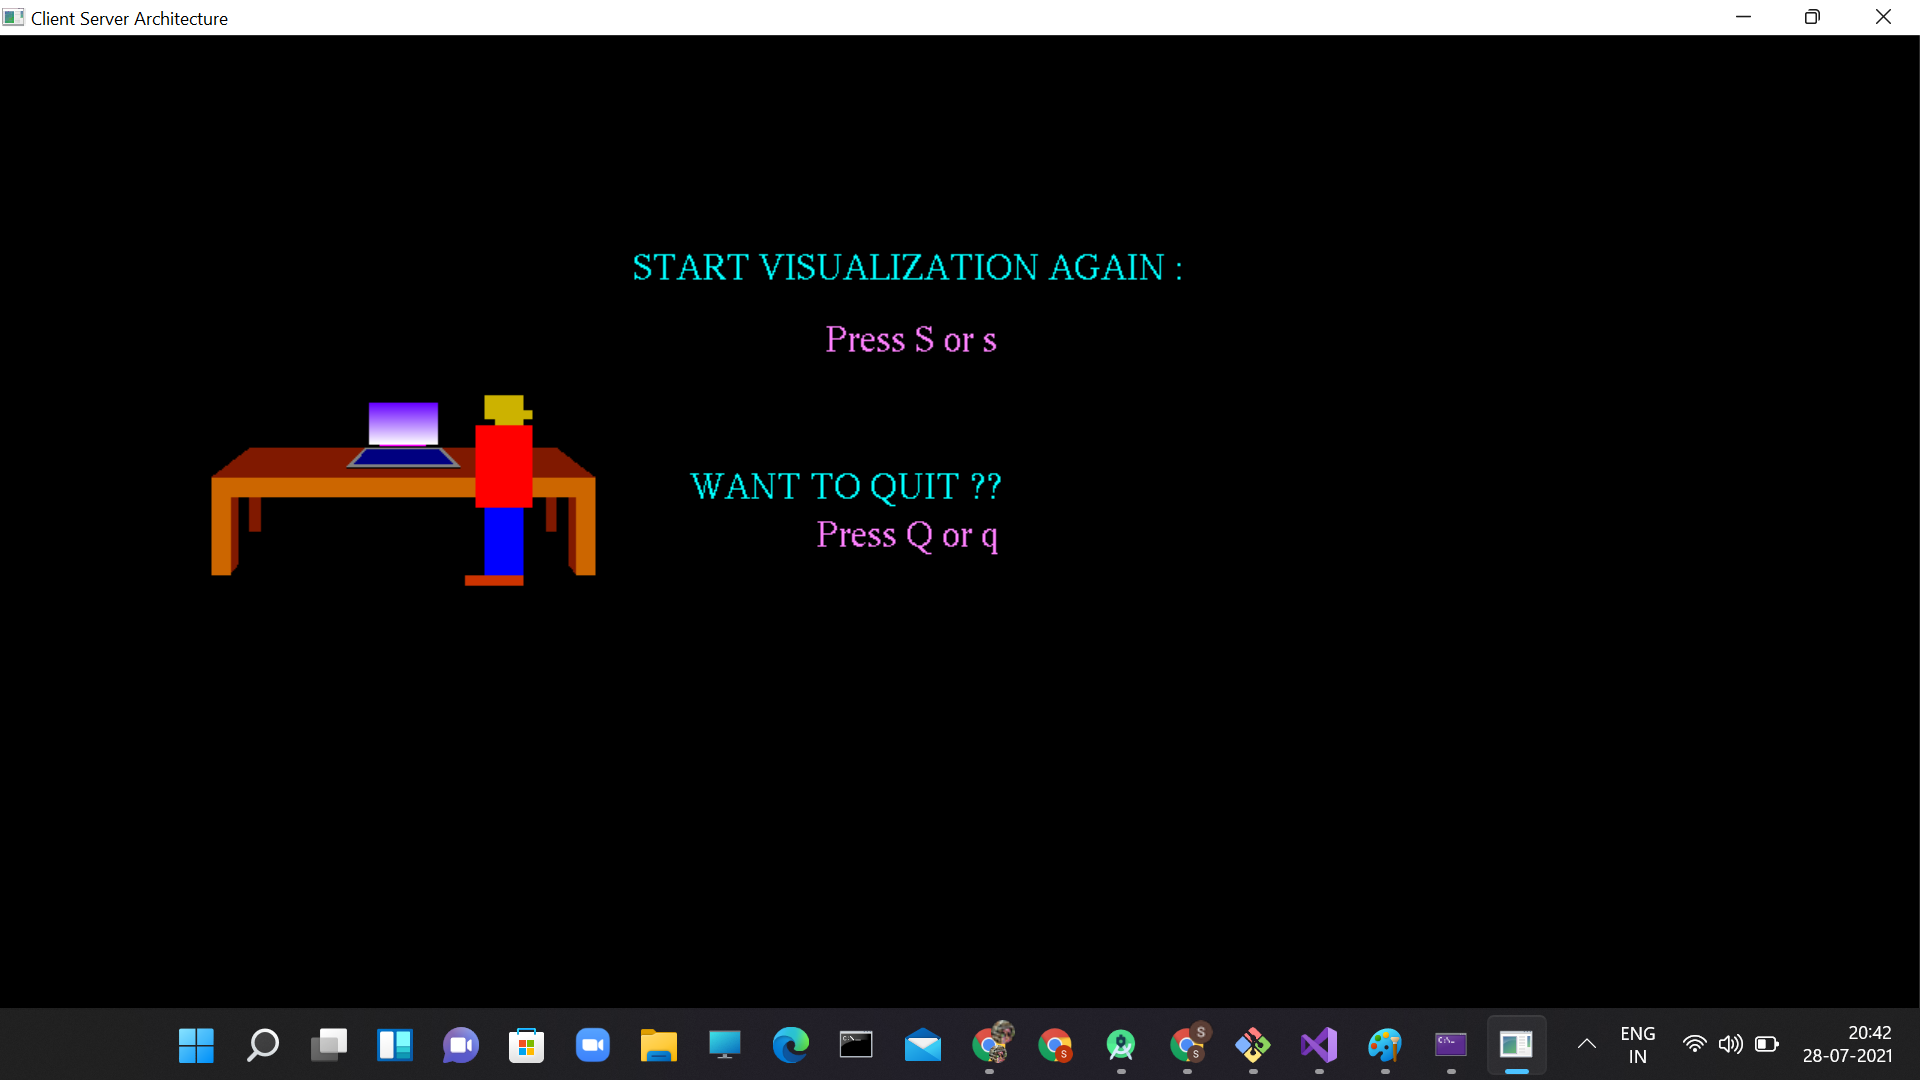 Client Server Architecture
START VISUALIZATION AGAIN :
Press S or s
WANT TO QUIT ??
Press Q or q
ENG
IN
20:42
28-07-2021